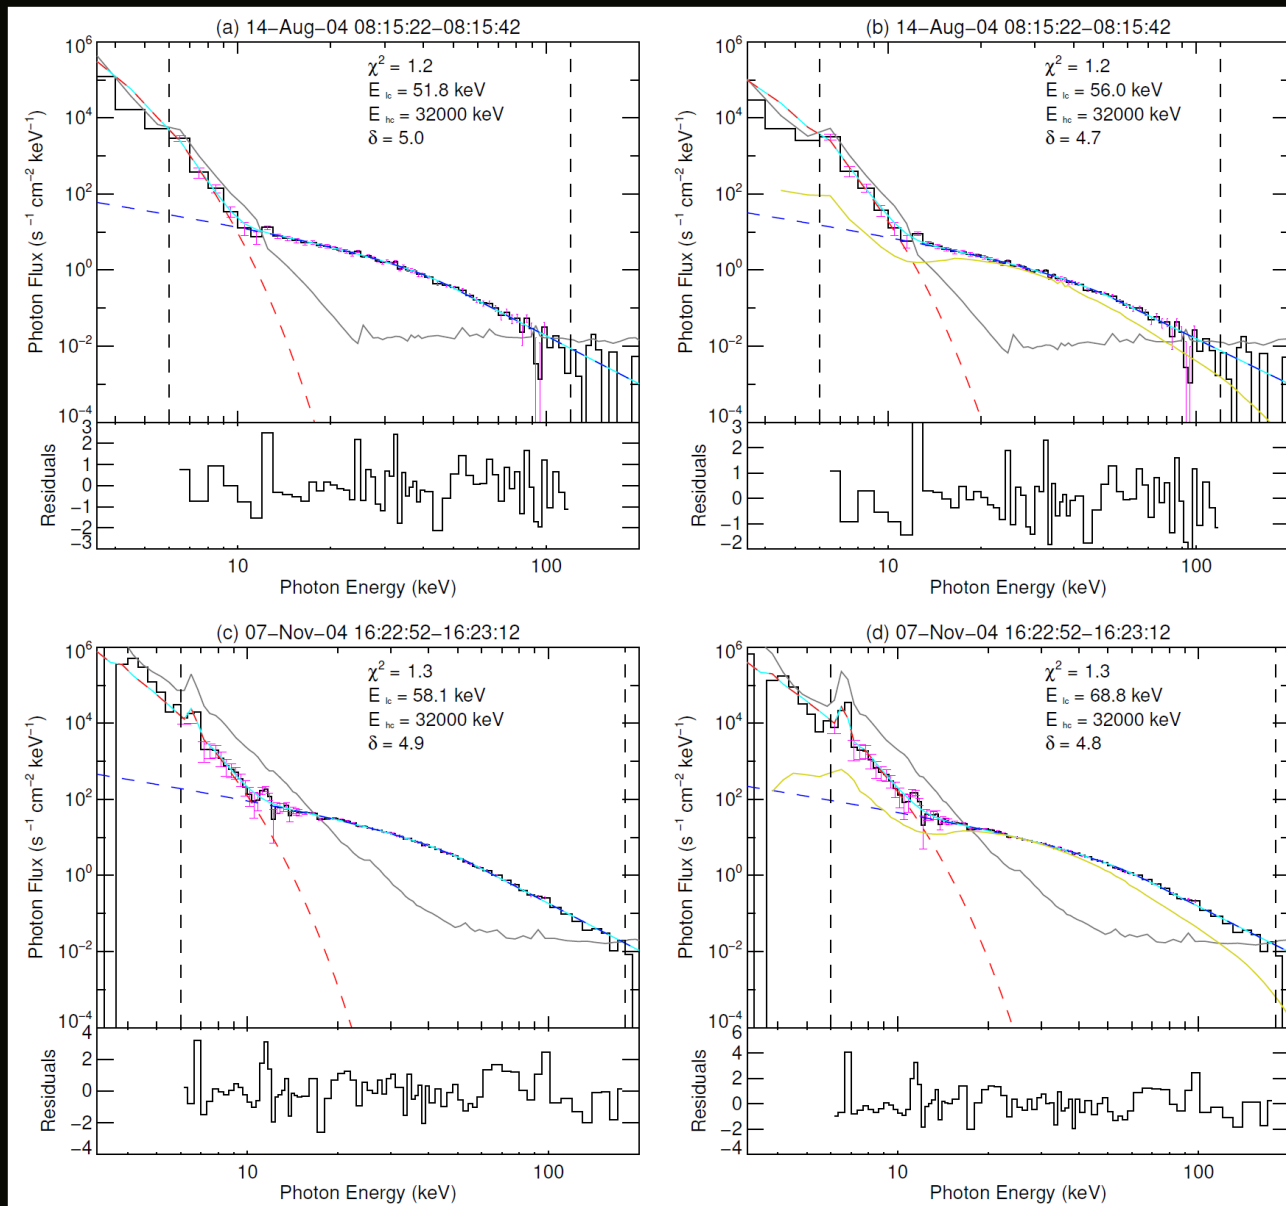 (a) 14–Aug–04 08:15:22–08:15:42
χ² = 1.2
E lc = 51.8 keV
E hc = 32000 keV
δ = 5.0
Photon Flux (s⁻¹ cm⁻² keV⁻¹)
10⁶
10⁴
10²
10⁰
10⁻²
10⁻⁴
Residuals
3
2
1
0
−1
−2
−3
10 100
Photon Energy (keV)
(b) 14–Aug–04 08:15:22–08:15:42
χ² = 1.2
E lc = 56.0 keV
E hc = 32000 keV
δ = 4.7
Photon Flux (s⁻¹ cm⁻² keV⁻¹)
10⁶
10⁴
10²
10⁰
10⁻²
10⁻⁴
Residuals
3
2
1
0
−1
−2
10 100
Photon Energy (keV)
(c) 07–Nov–04 16:22:52–16:23:12
χ² = 1.3
E lc = 58.1 keV
E hc = 32000 keV
δ = 4.9
Photon Flux (s⁻¹ cm⁻² keV⁻¹)
10⁶
10⁴
10²
10⁰
10⁻²
10⁻⁴
Residuals
4
2
0
−2
−4
10 100
Photon Energy (keV)
(d) 07–Nov–04 16:22:52–16:23:12
χ² = 1.3
E lc = 68.8 keV
E hc = 32000 keV
δ = 4.8
Photon Flux (s⁻¹ cm⁻² keV⁻¹)
10⁶
10⁴
10²
10⁰
10⁻²
10⁻⁴
Residuals
6
4
2
0
−2
−4
10 100
Photon Energy (keV)